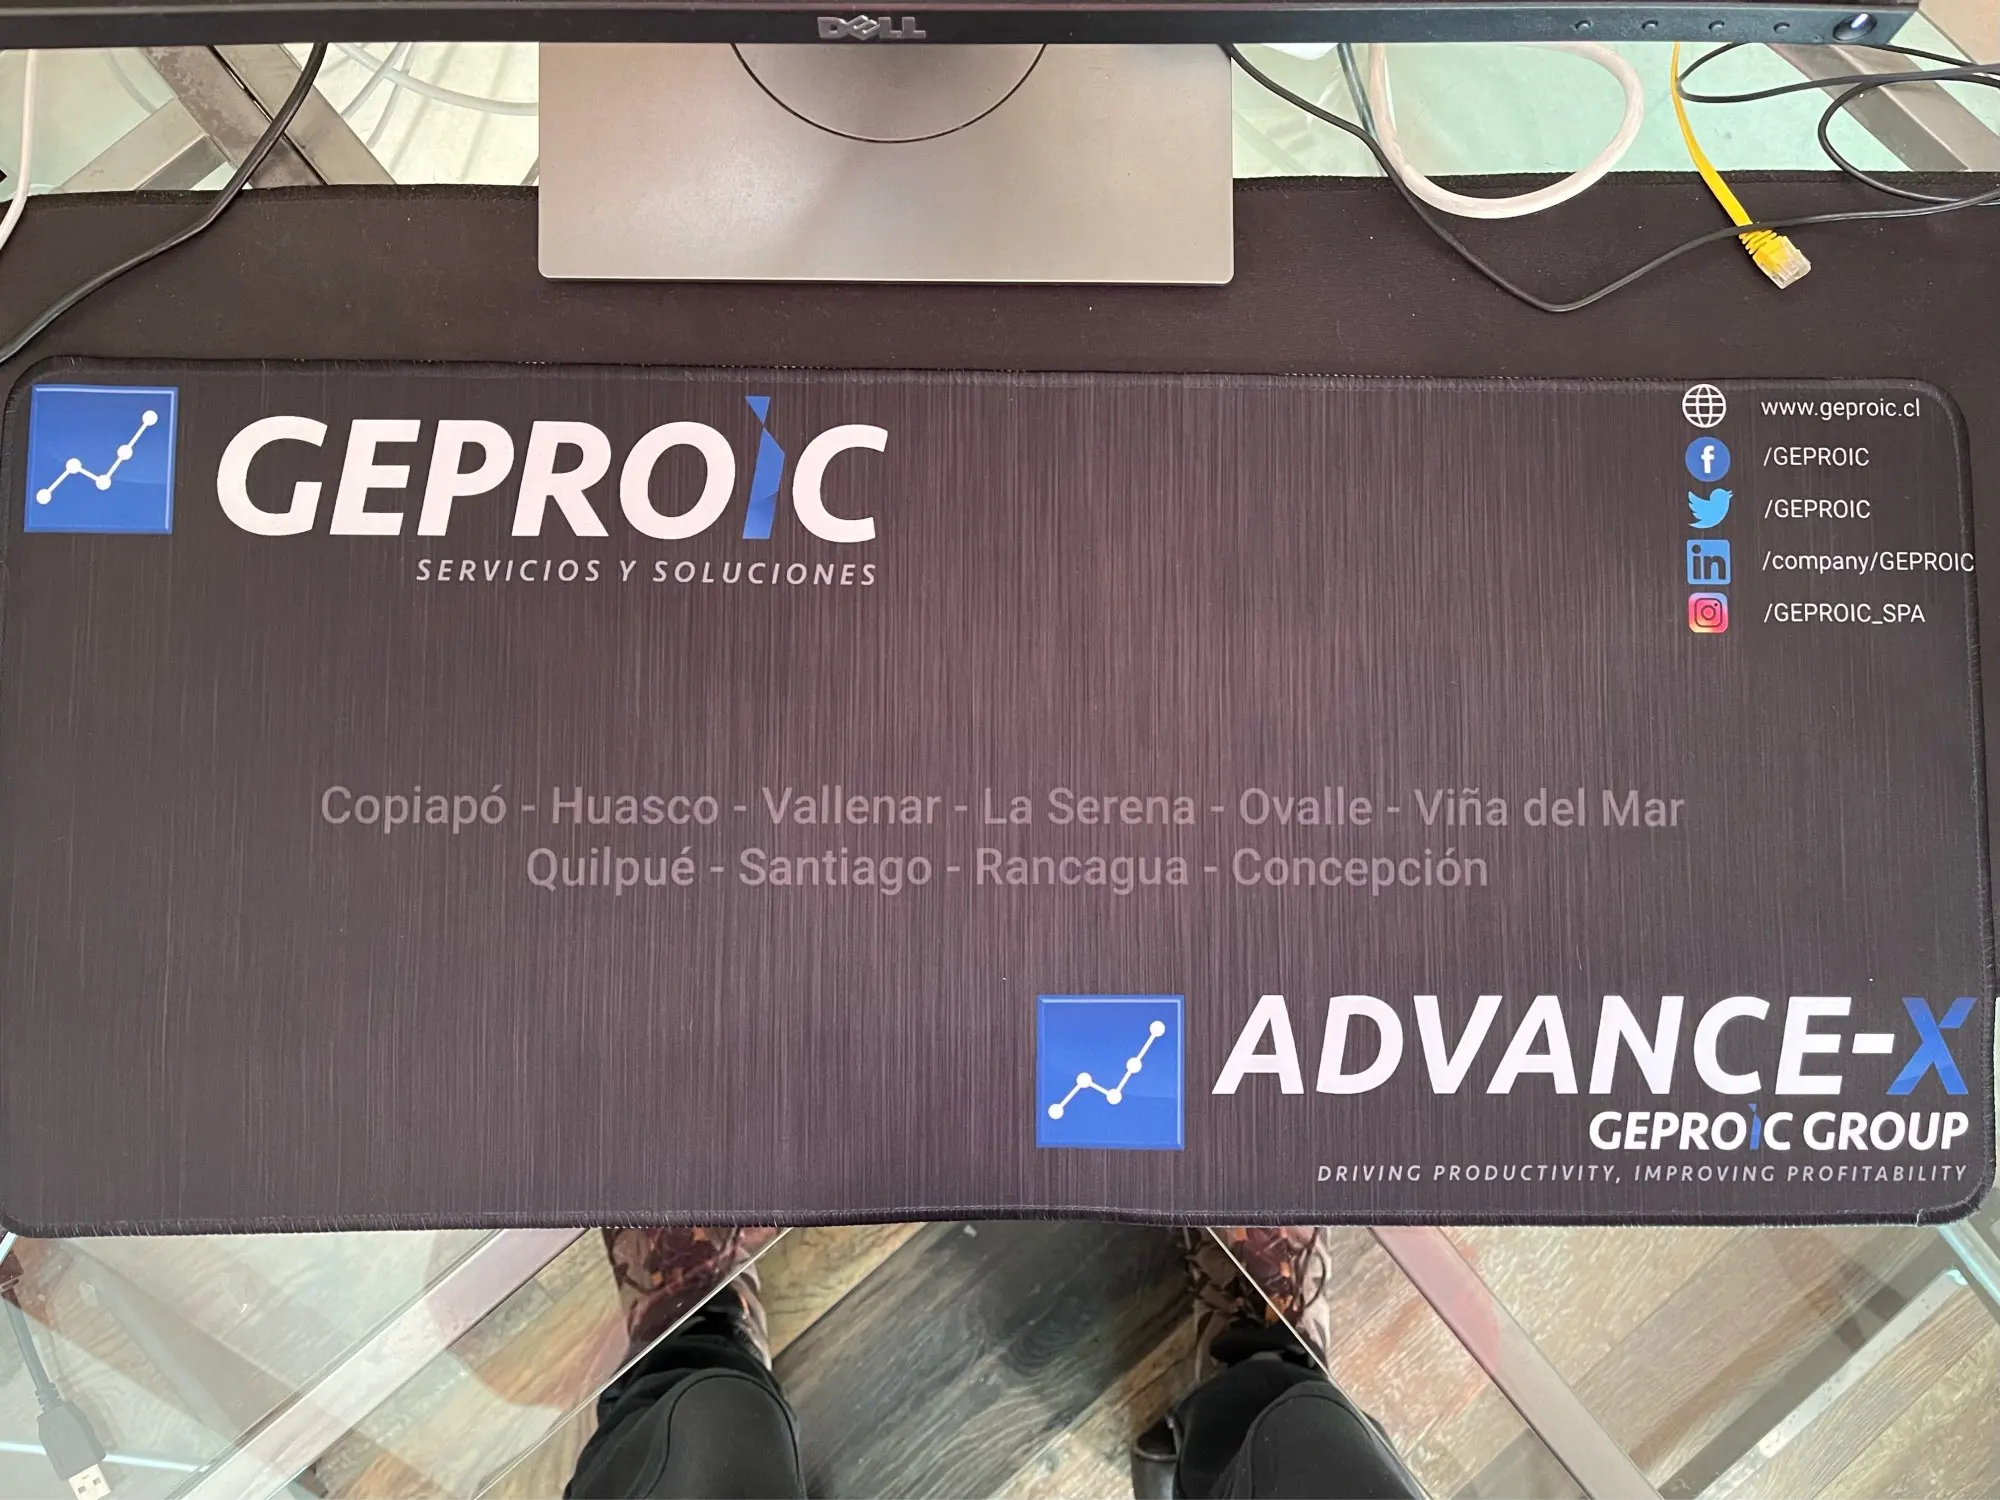 DELL
GEPROIC
SERVICIOS Y SOLUCIONES
www.geproic.cl
/GEPROIC
/GEPROIC
/company/GEPROIC
/GEPROIC_SPA
Copiapó - Huasco - Vallenar - La Serena - Ovalle - Viña del Mar
Quilpué - Santiago - Rancagua - Concepción
ADVANCE-X
GEPROIC GROUP
DRIVING PRODUCTIVITY, IMPROVING PROFITABILITY